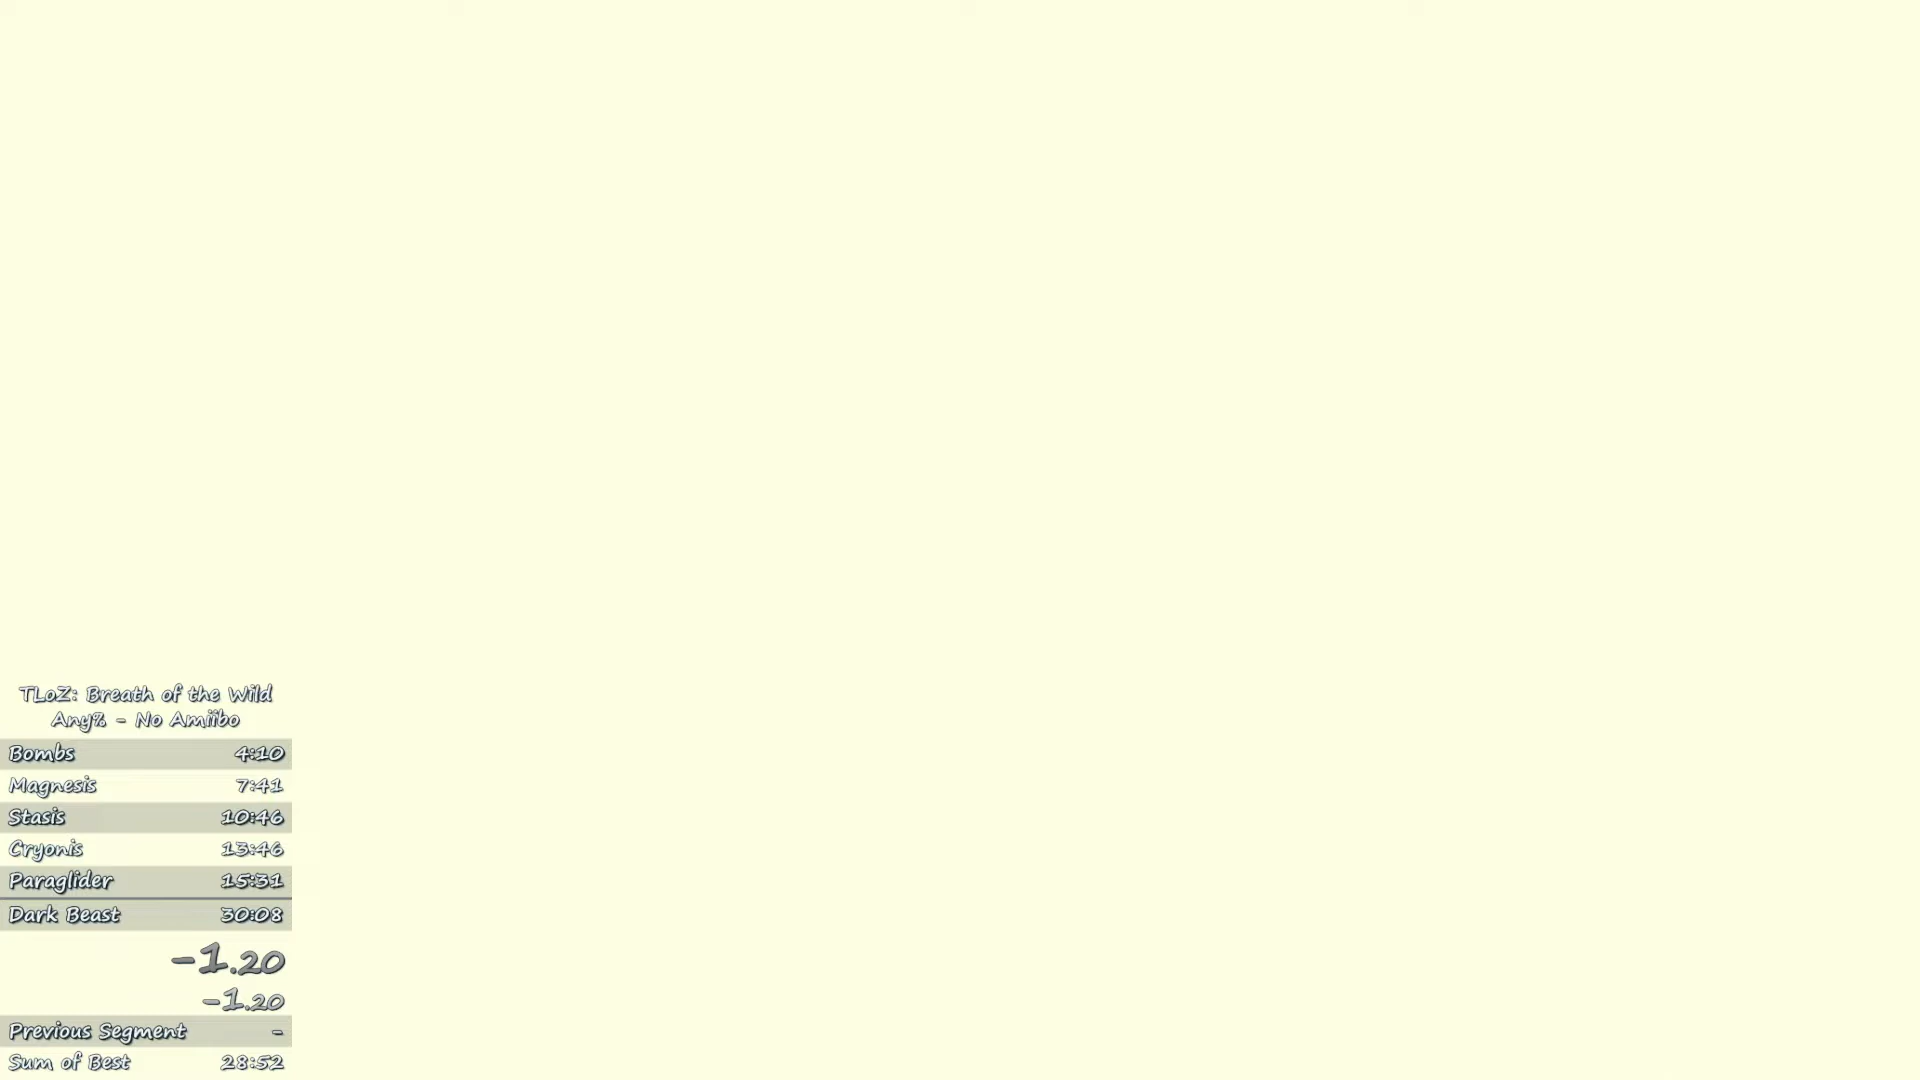 TLoZ: Breath of the Wild
Any% - No Amiibo
Bombs 4:10
Magnesis 7:41
Stasis 10:46
Cryonis 13:46
Paraglider 15:31
Dark Beast 30:08
-1.20
-1.20
Previous Segment -
Sum of Best 28:52